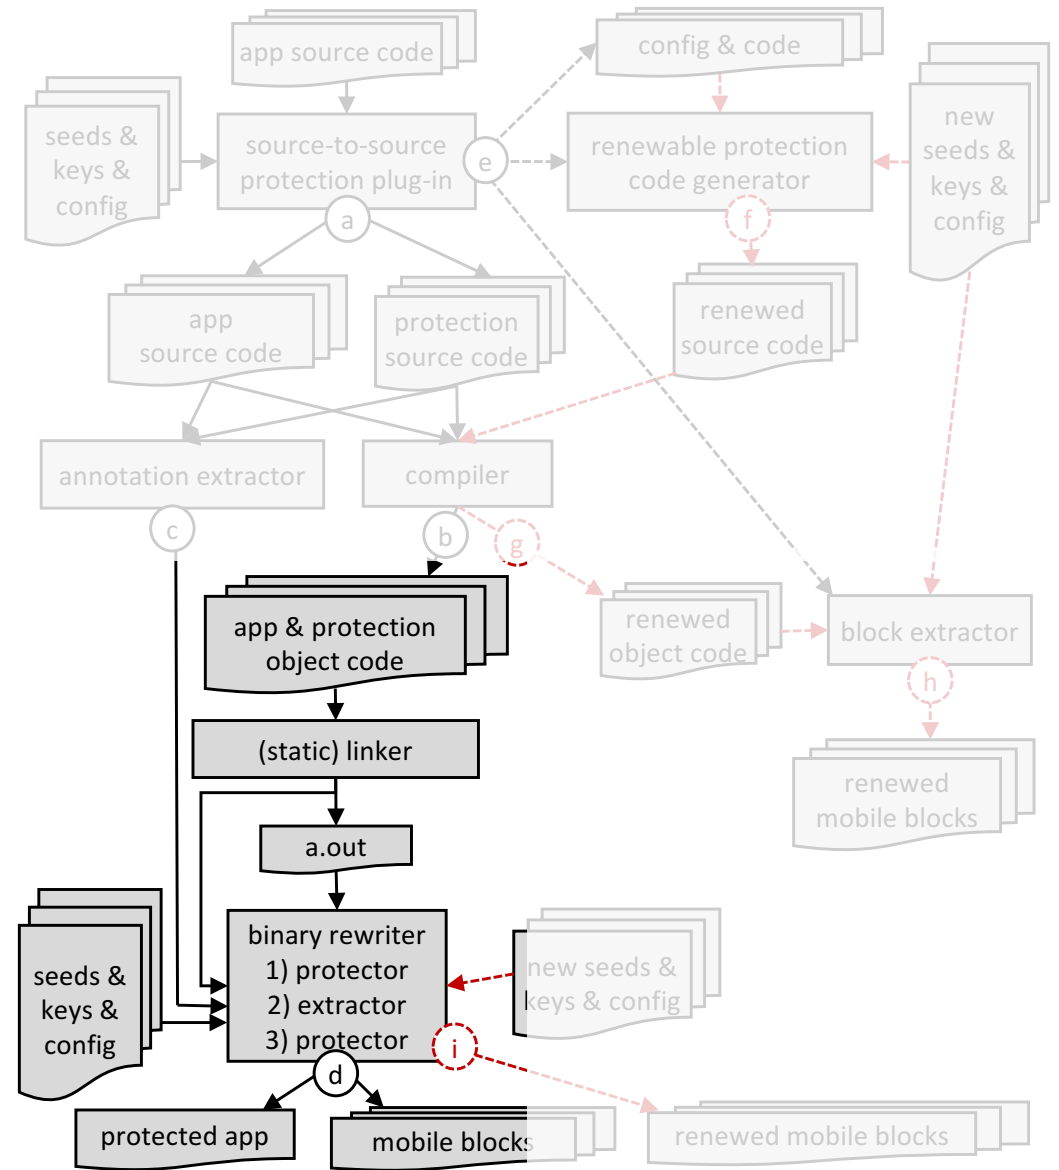 app source code
config & code
seeds &
keys &
config
source-to-source
protection plug-in
e
renewable protection
code generator
new
seeds &
keys &
config
a
f
app
source code
protection
source code
renewed
source code
annotation extractor
compiler
c
b
g
app & protection
object code
renewed
object code
block extractor
h
(static) linker
renewed
mobile blocks
a.out
seeds &
keys &
config
binary rewriter
1) protector
2) extractor
3) protector
new seeds &
keys & config
i
d
protected app
mobile blocks
renewed mobile blocks